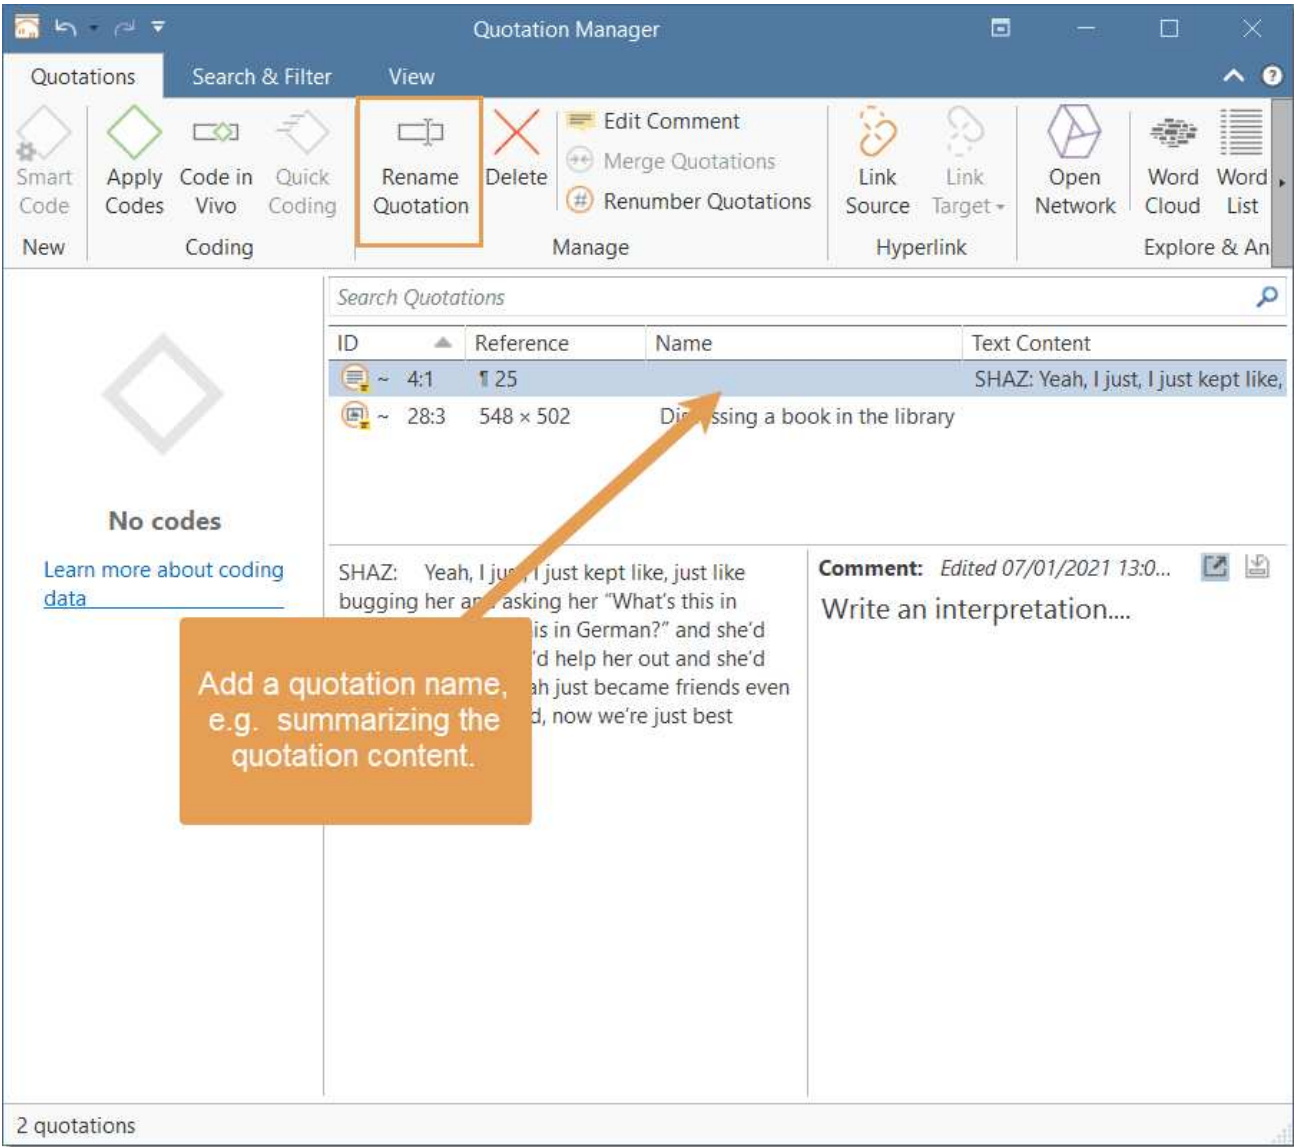 Quotation Manager
Quotations Search & Filter View
Smart Code
Apply Codes
Code in Vivo
Quick Coding
Rename Quotation
Delete
Edit Comment
Merge Quotations
Renumber Quotations
Link Source
Link Target
Open Network
Word Cloud
Word List
New Coding Manage Hyperlink Explore & An
Search Quotations
ID Reference Name Text Content
~ 4:1 ¶ 25 SHAZ: Yeah, I just, I just kept like,
~ 28:3 548 × 502 a book in the library
No codes
Learn more about coding
data
SHAZ: Yeah, I just kept like, just like
bugging her asking her “What's this in
is in German?” and she'd
help her out and she'd
just became friends even
now we're just best
Comment: Edited 07/01/2021 13:0...
Write an interpretation....
Add a quotation name,
e.g. summarizing the
quotation content.
2 quotations